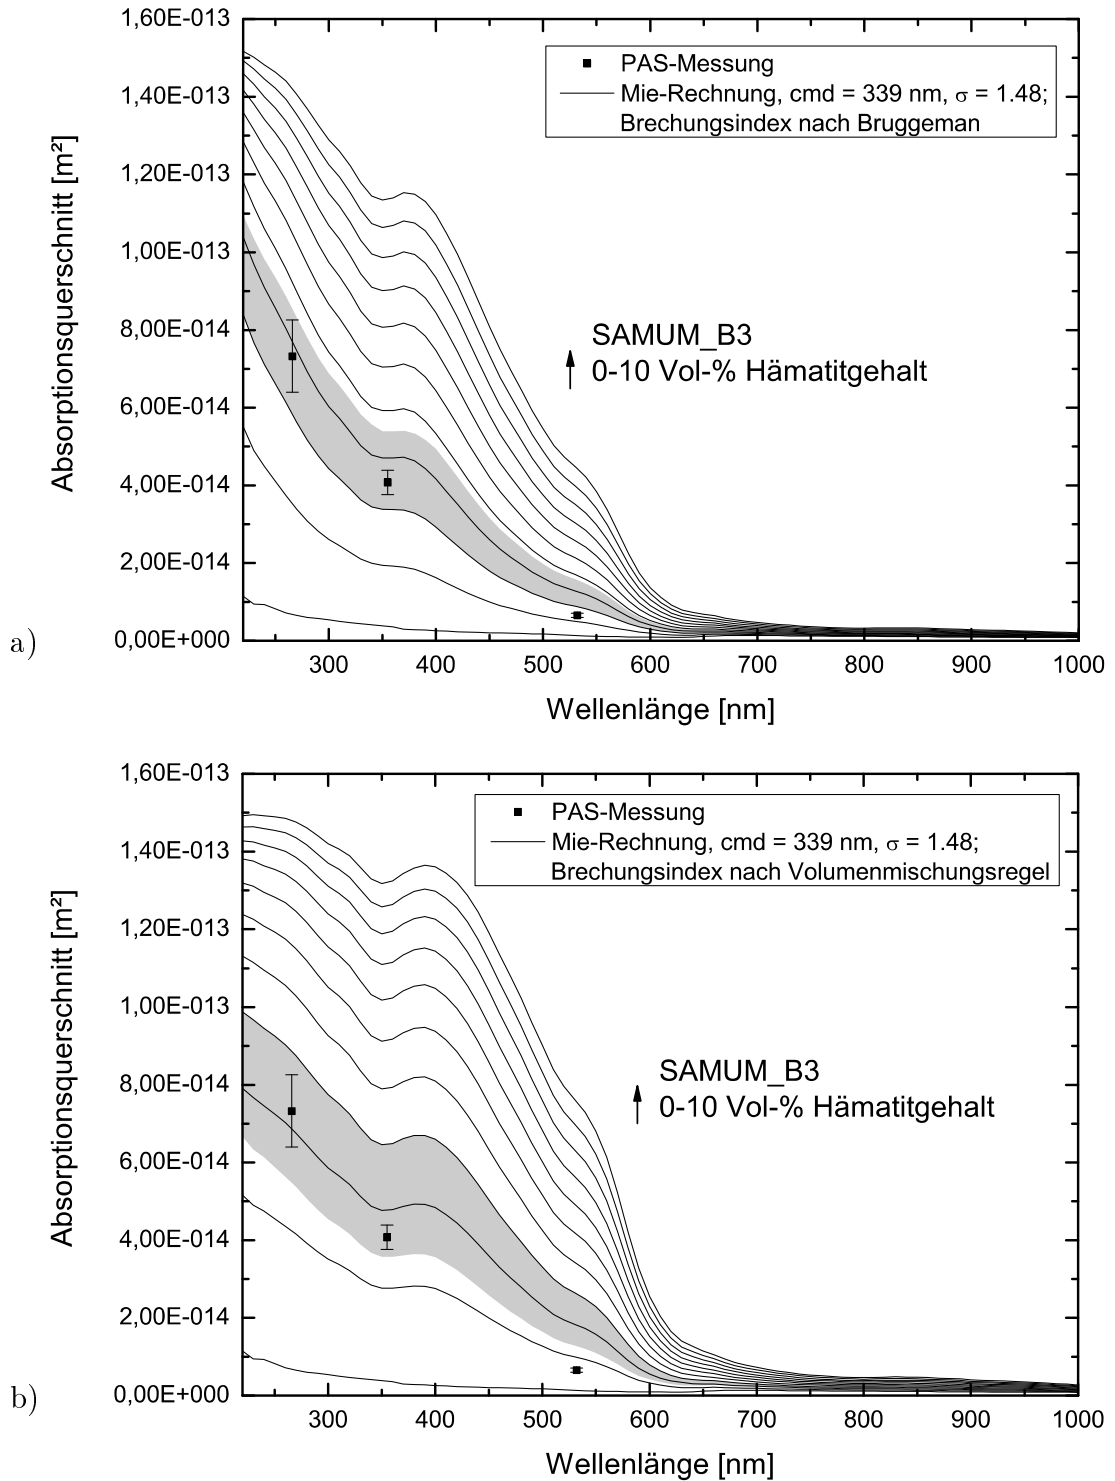 1,60E-013
1,40E-013
1,20E-013
1,00E-013
8,00E-014
6,00E-014
4,00E-014
2,00E-014
0,00E+000
Absorptionsquerschnitt [m²]
PAS-Messung
Mie-Rechnung, cmd = 339 nm, σ = 1.48;
Brechungsindex nach Bruggeman
SAMUM_B3
0-10 Vol-% Hämatitgehalt
a)
300 400 500 600 700 800 900 1000
Wellenlänge [nm]
1,60E-013
1,40E-013
1,20E-013
1,00E-013
8,00E-014
6,00E-014
4,00E-014
2,00E-014
0,00E+000
Absorptionsquerschnitt [m²]
PAS-Messung
Mie-Rechnung, cmd = 339 nm, σ = 1.48;
Brechungsindex nach Volumenmischungsregel
SAMUM_B3
0-10 Vol-% Hämatitgehalt
b)
300 400 500 600 700 800 900 1000
Wellenlänge [nm]